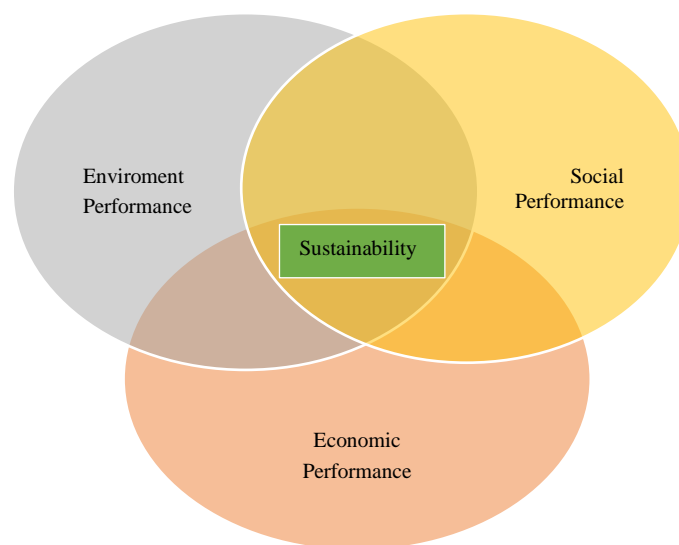 Enviroment
Performance
Social
Performance
Sustainability
Economic
Performance